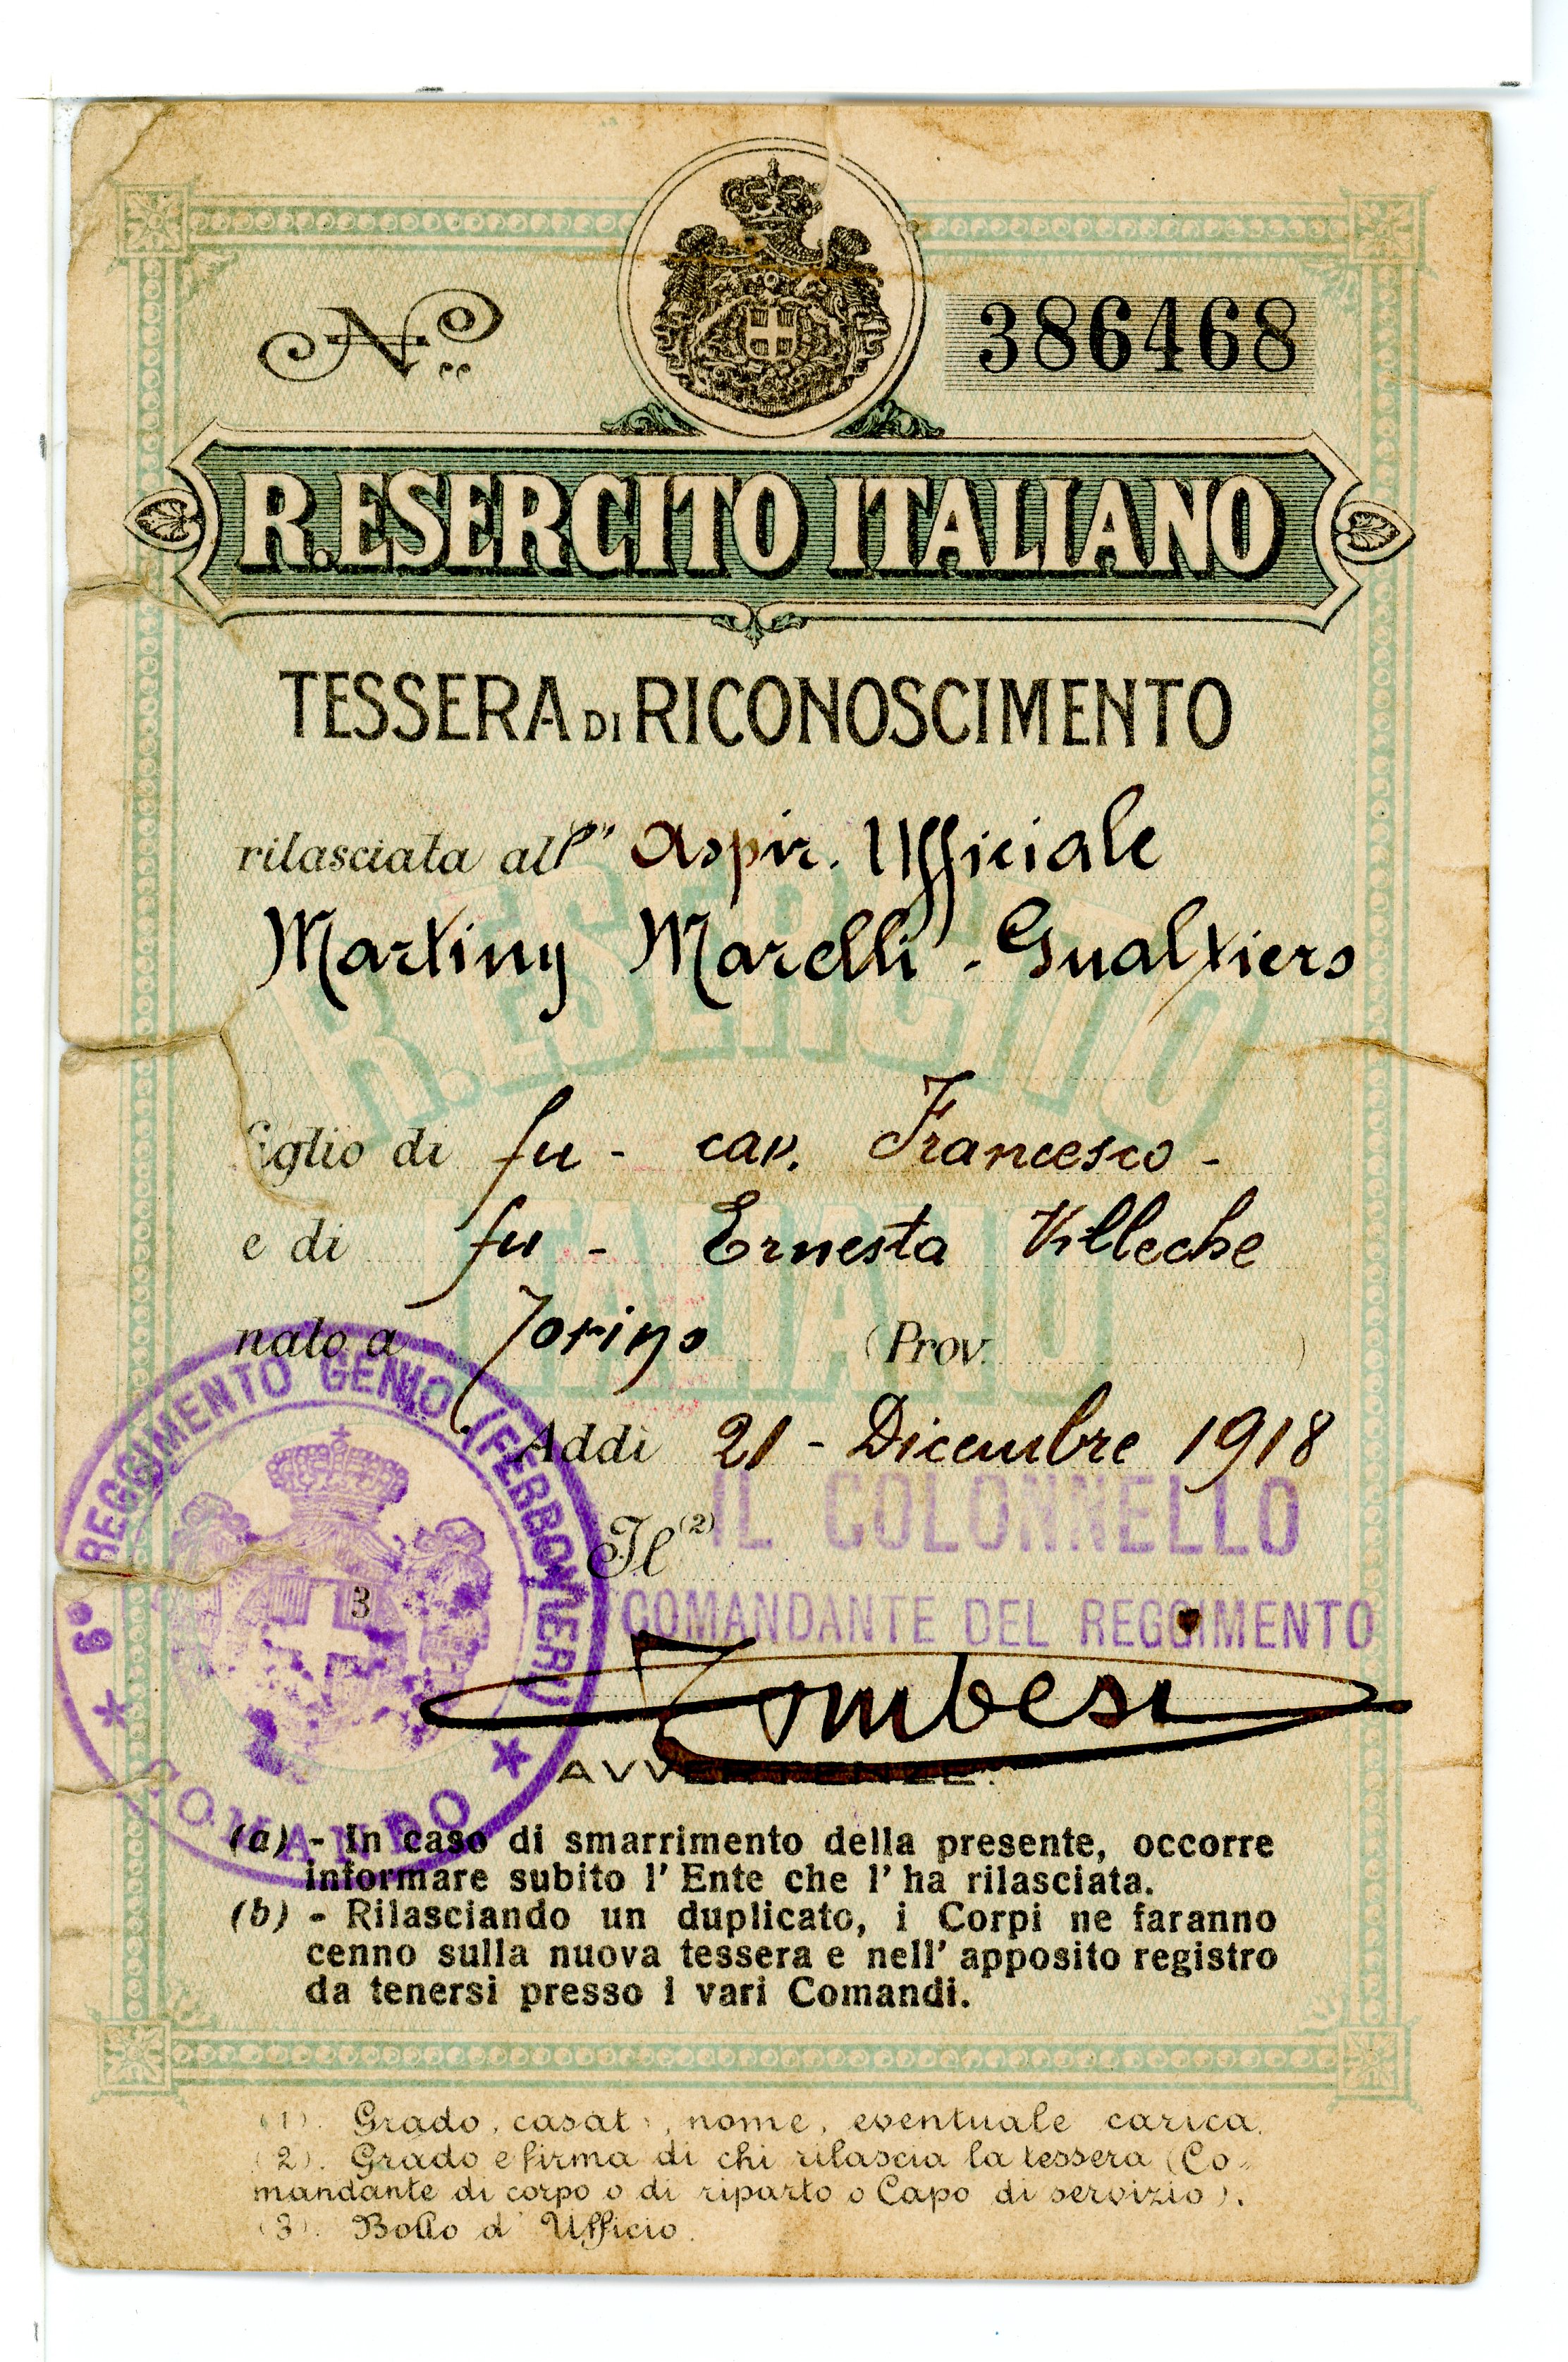 No. 386468
R. ESERCITO ITALIANO
TESSERA DI RICONOSCIMENTO
rilasciata all' (1) Aspir. Ufficiale
Martiny Marelli - Gualtiero
R. ESERCITO
figlio di fu - cav. Francesco -
e di fu - Ernesta Villeche
ITALIANO
nato a Torino (Prov. )
Addì 21 - Dicembre 1918
Il (2) IL COLONNELLO
COMANDANTE DEL REGGIMENTO
Tombesi
6° REGGIMENTO GENIO (FERROVIERI)
3
* COMANDO *
AVVERTENZE.
(a) - In caso di smarrimento della presente, occorre
informare subito l' Ente che l' ha rilasciata.
(b) - Rilasciando un duplicato, i Corpi ne faranno
cenno sulla nuova tessera e nell' apposito registro
da tenersi presso i vari Comandi.
(1). Grado, casato, nome, eventuale carica.
(2). Grado e firma di chi rilascia la tessera (Co-
mandante di corpo o di riparto o Capo di servizio).
(3). Bollo d' Ufficio.